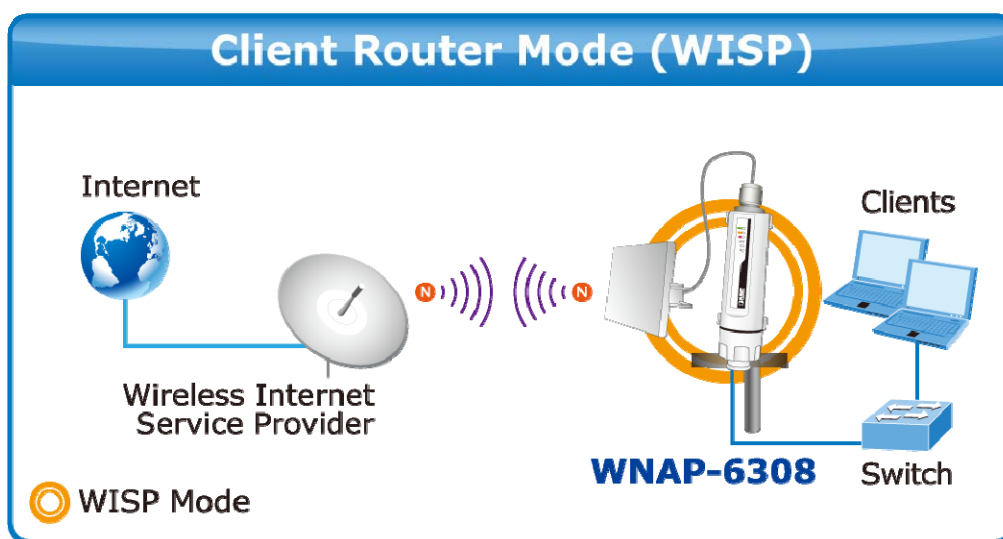 Client Router Mode (WISP)
Internet
N
N
Clients
Wireless Internet
Service Provider
WNAP-6308
Switch
WISP Mode